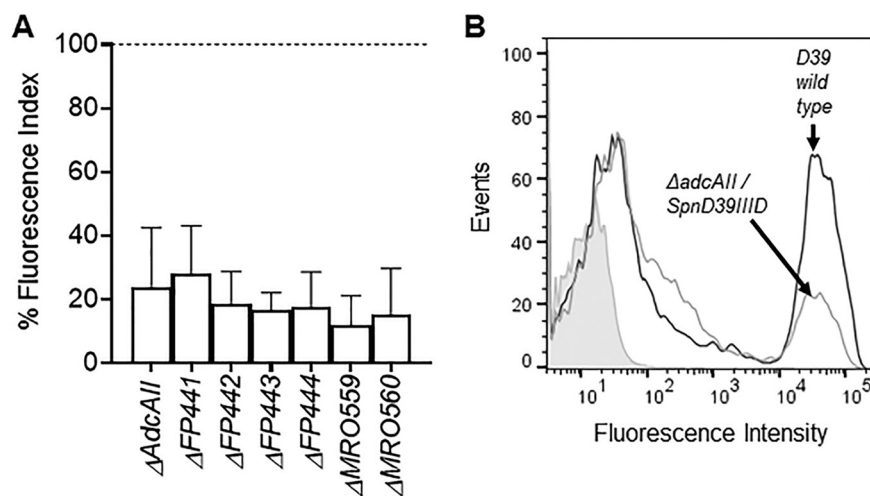 A
% Fluorescence Index
100
80
60
40
20
0
ΔAdcAII
ΔFP441
ΔFP442
ΔFP443
ΔFP444
ΔMRO559
ΔMRO560
B
Events
100
80
60
40
20
0
D39
wild
type
ΔadcAII /
SpnD39IIID
10¹
10²
10³
10⁴
10⁵
Fluorescence Intensity